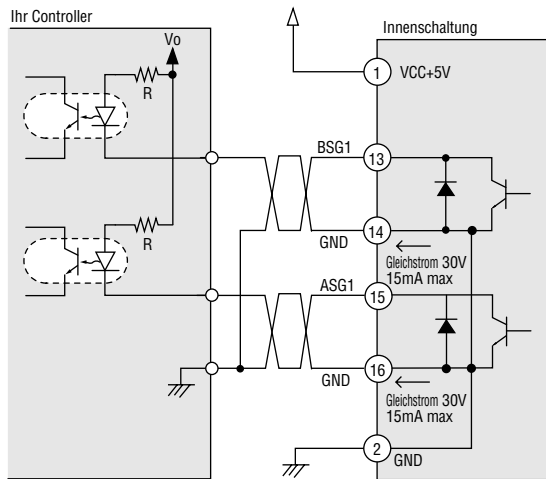 Ihr Controller
Innenschaltung
Vo
R
1
VCC+5V
BSG1
13
GND
14
Gleichstrom 30V
15mA max
R
ASG1
15
GND
16
Gleichstrom 30V
15mA max
2
GND